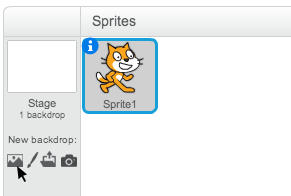 Sprites
i
Sprite1
Stage
1 backdrop
New backdrop: